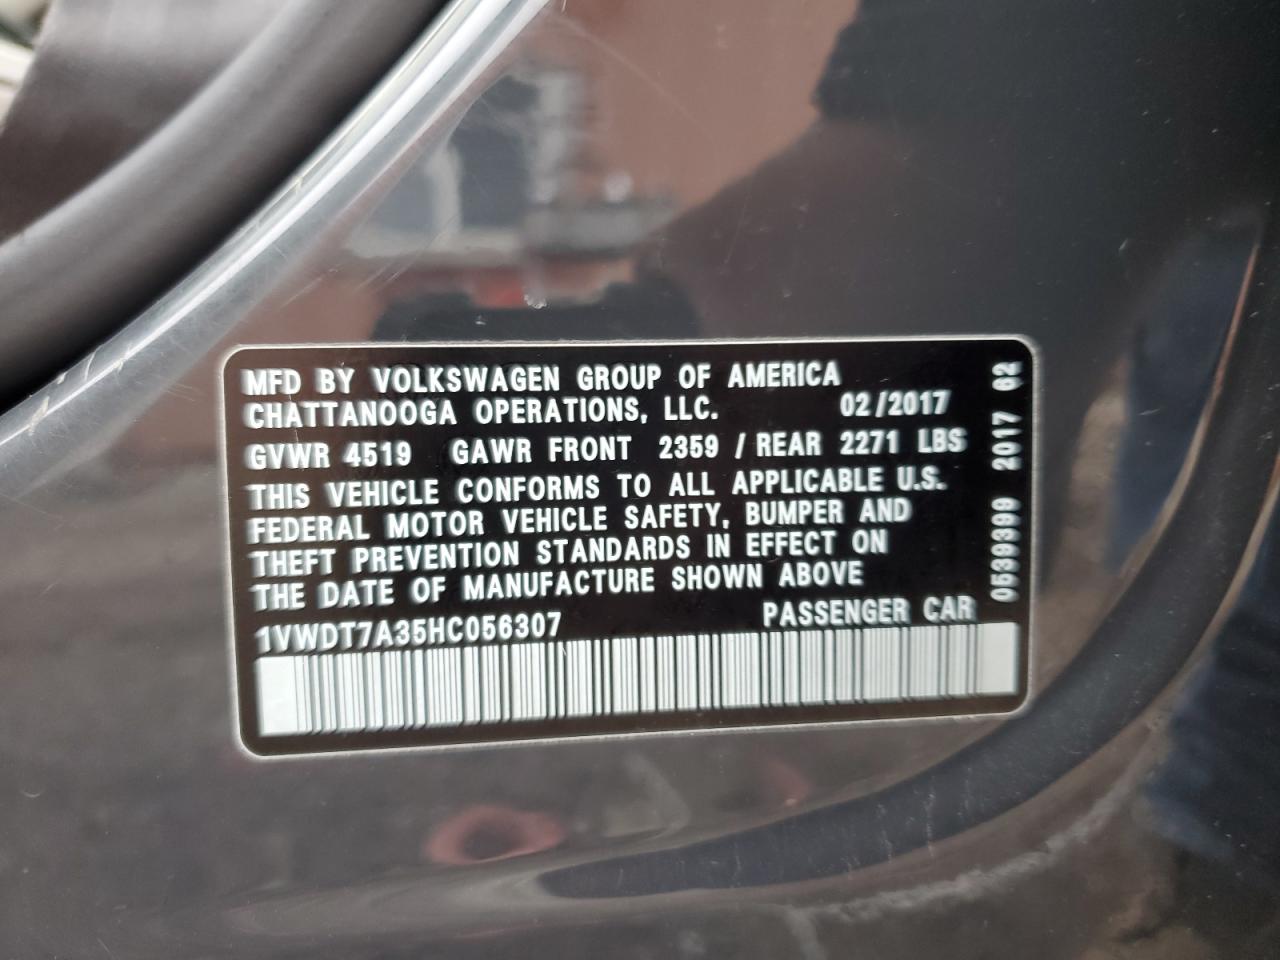 MFD BY VOLKSWAGEN GROUP OF AMERICA
CHATTANOOGA OPERATIONS, LLC. 02/2017
GVWR 4519 GAWR FRONT 2359 / REAR 2271 LBS
THIS VEHICLE CONFORMS TO ALL APPLICABLE U.S.
FEDERAL MOTOR VEHICLE SAFETY, BUMPER AND
THEFT PREVENTION STANDARDS IN EFFECT ON
THE DATE OF MANUFACTURE SHOWN ABOVE
1VWDT7A35HC056307 PASSENGER CAR
0539399 2017 62